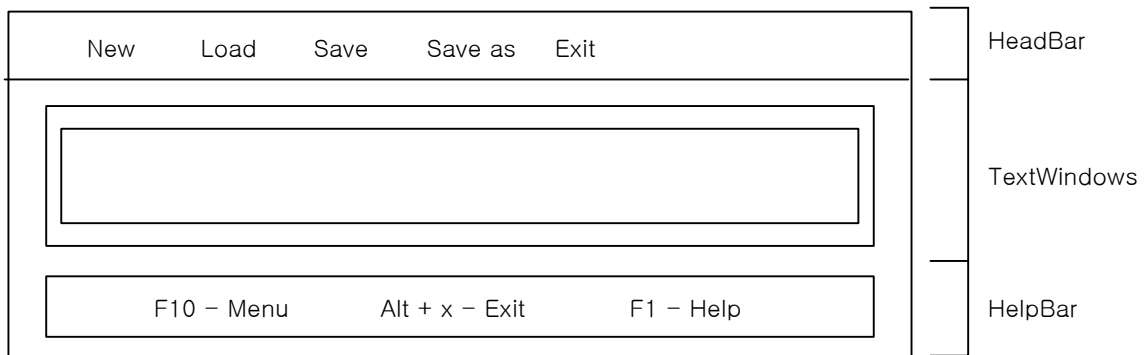 New Load Save Save as Exit
HeadBar
TextWindows
F10 - Menu Alt + x - Exit F1 - Help
HelpBar